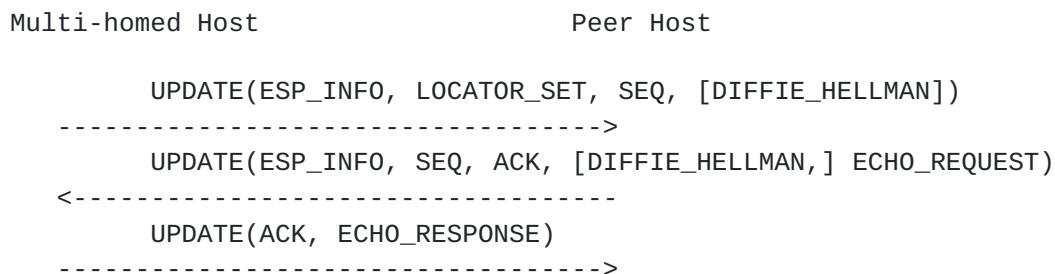 Multi-homed Host                    Peer Host
UPDATE(ESP_INFO, LOCATOR_SET, SEQ, [DIFFIE_HELLMAN])
----------------------------------->
UPDATE(ESP_INFO, SEQ, ACK, [DIFFIE_HELLMAN,] ECHO_REQUEST)
<-----------------------------------
UPDATE(ACK, ECHO_RESPONSE)
----------------------------------->